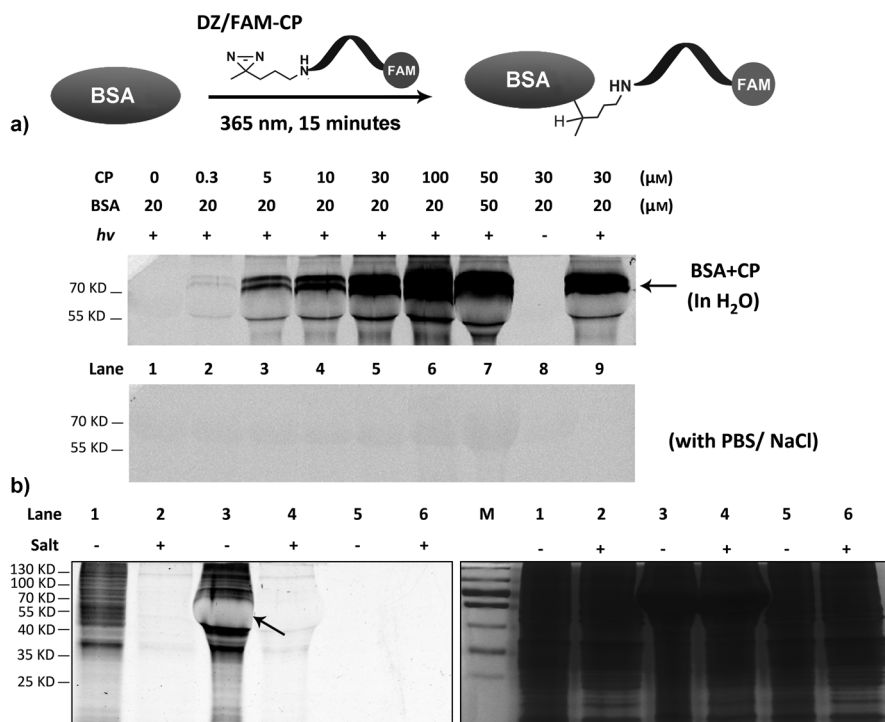 DZ/FAM-CP
N
N
H
N
FAM
BSA
365 nm, 15 minutes
BSA
HN
H
FAM
a)
CP 0 0.3 5 10 30 100 50 30 30 (μM)
BSA 20 20 20 20 20 20 50 20 20 (μM)
hv + + + + + + + - +
70 KD
55 KD
BSA+CP
(In H₂O)
Lane 1 2 3 4 5 6 7 8 9
70 KD
55 KD
(with PBS/ NaCl)
b)
Lane 1 2 3 4 5 6 M 1 2 3 4 5 6
Salt - + - + - + - + - + - +
130 KD
100 KD
70 KD
55 KD
40 KD
35 KD
25 KD